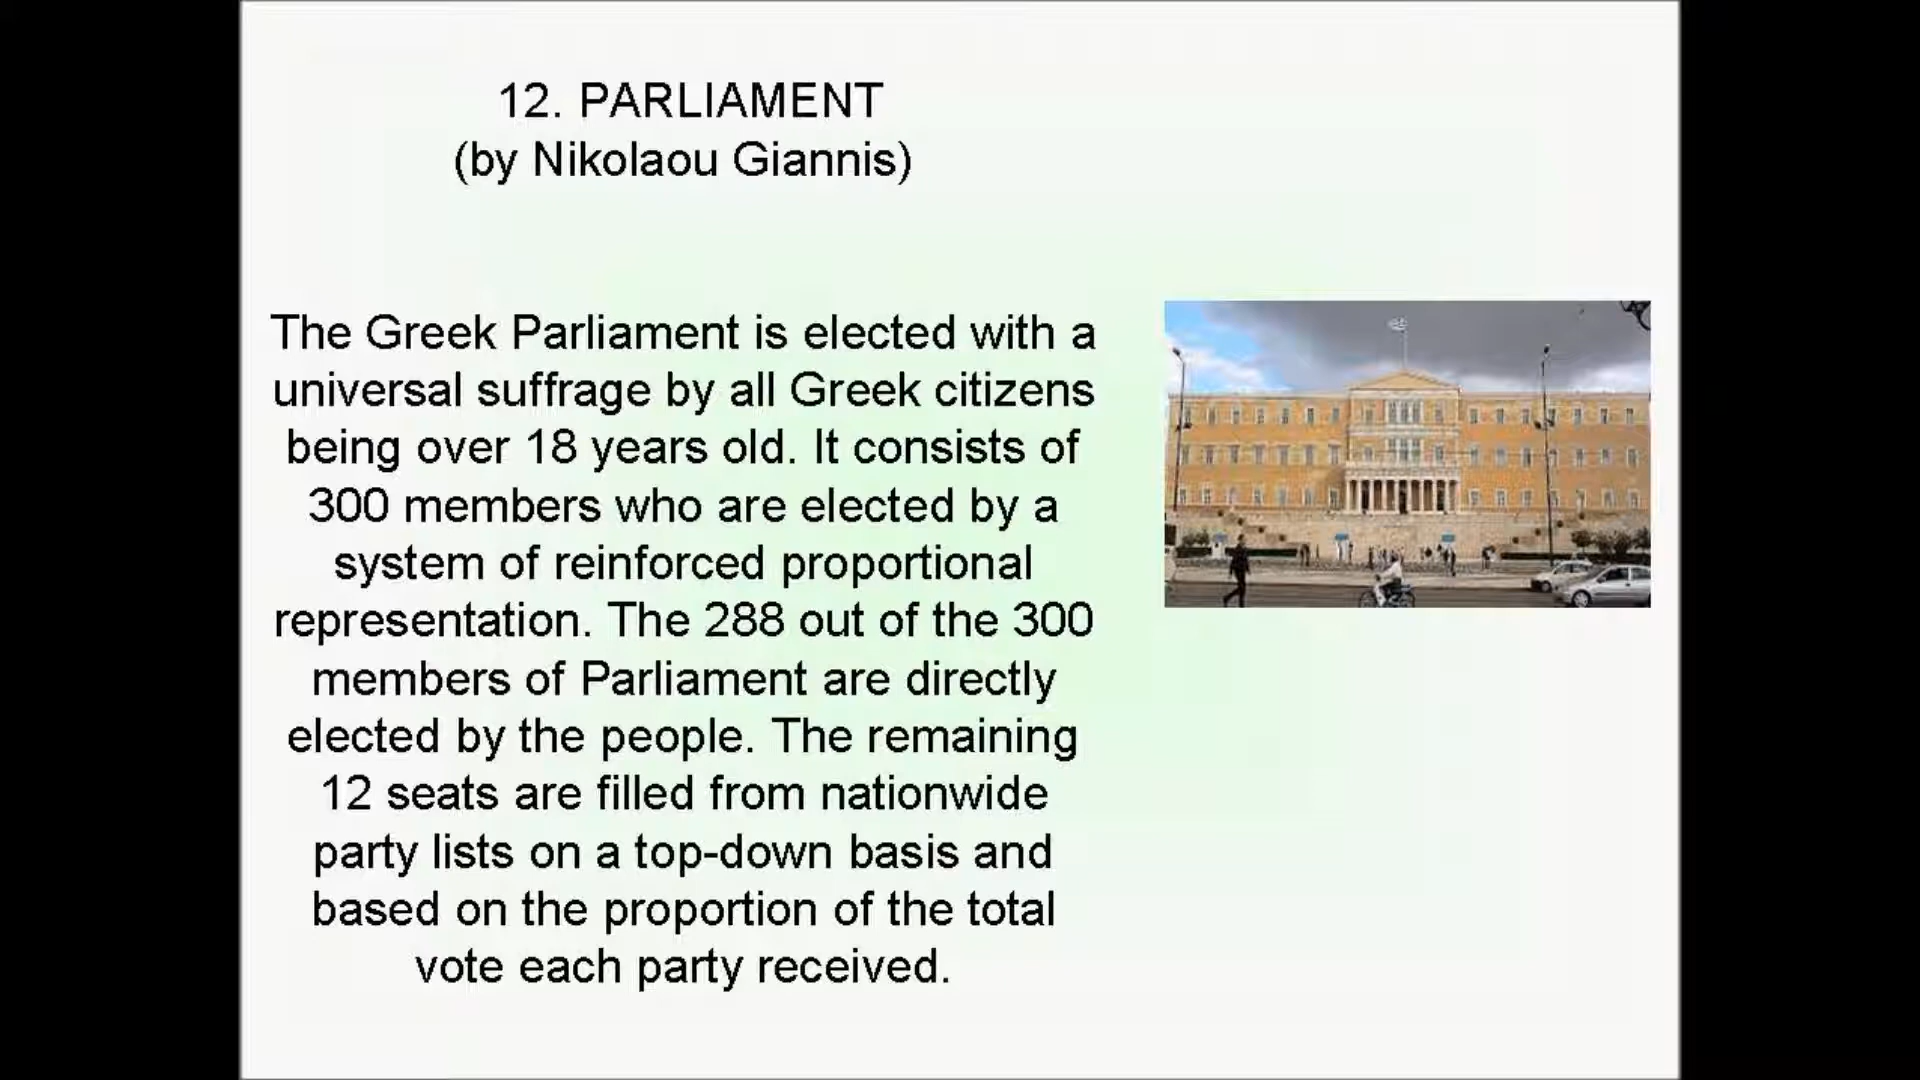 12. PARLIAMENT
(by Nikolaou Giannis)
The Greek Parliament is elected with a
universal suffrage by all Greek citizens
being over 18 years old. It consists of
300 members who are elected by a
system of reinforced proportional
representation. The 288 out of the 300
members of Parliament are directly
elected by the people. The remaining
12 seats are filled from nationwide
party lists on a top-down basis and
based on the proportion of the total
vote each party received.